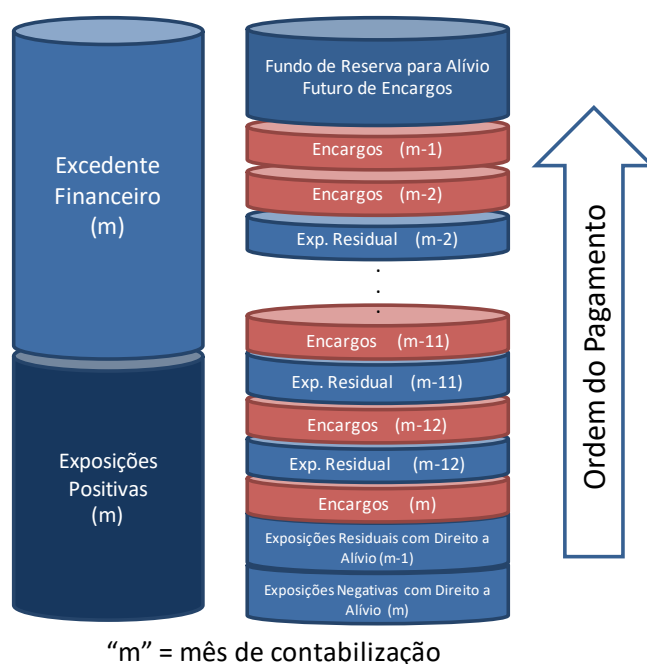 Excedente
Financeiro
(m)
Exposições
Positivas
(m)
Fundo de Reserva para Alívio
Futuro de Encargos
Encargos (m-1)
Encargos (m-2)
Exp. Residual (m-2)
.
.
.
Encargos (m-11)
Exp. Residual (m-11)
Encargos (m-12)
Exp. Residual (m-12)
Encargos (m)
Exposições Residuais com Direito a
Alívio (m-1)
Exposições Negativas com Direito a
Alívio (m)
Ordem do Pagamento
“m” = mês de contabilização